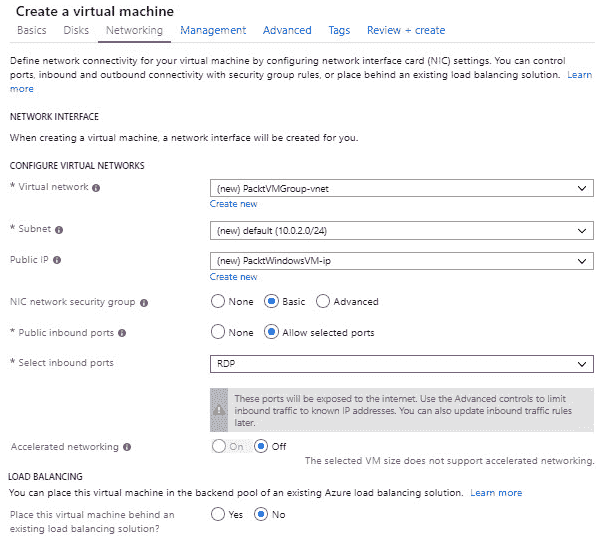 Create a virtual machine
Basics Disks Networking Management Advanced Tags Review + create
Define network connectivity for your virtual machine by configuring network interface card (NIC) settings. You can control
ports, inbound and outbound connectivity with security group rules, or place behind an existing load balancing solution. Learn
more
NETWORK INTERFACE
When creating a virtual machine, a network interface will be created for you.
CONFIGURE VIRTUAL NETWORKS
* Virtual network (new) PacktVMGroup-vnet
Create new
* Subnet (new) default (10.0.2.0/24)
Public IP (new) PacktWindowsVM-ip
Create new
NIC network security group None Basic Advanced
* Public inbound ports None Allow selected ports
* Select inbound ports RDP
These ports will be exposed to the internet. Use the Advanced controls to limit
inbound traffic to known IP addresses. You can also update inbound traffic rules
later.
Accelerated networking On Off
The selected VM size does not support accelerated networking.
LOAD BALANCING
You can place this virtual machine in the backend pool of an existing Azure load balancing solution. Learn more
Place this virtual machine behind an Yes No
existing load balancing solution?